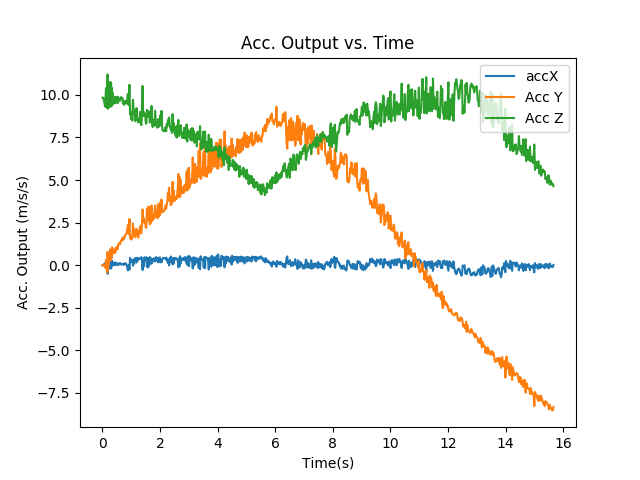 Acc. Output vs. Time
accX
Acc Y
Acc Z
10.0
7.5
5.0
2.5
0.0
−2.5
−5.0
−7.5
Acc. Output (m/s/s)
0 2 4 6 8 10 12 14 16
Time(s)